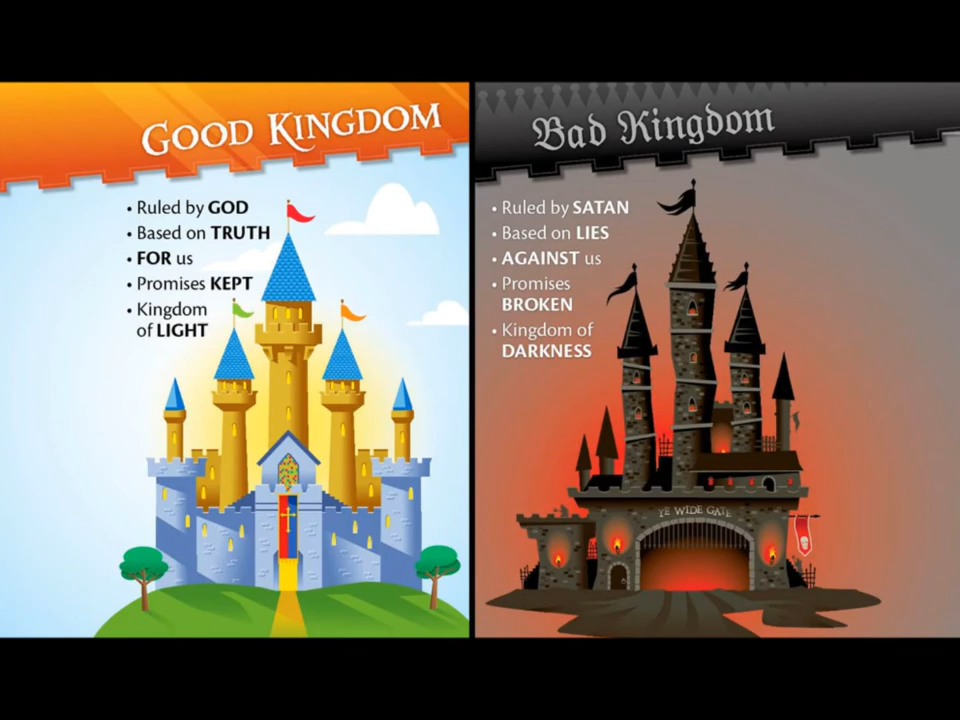 GOOD KINGDOM
• Ruled by GOD
• Based on TRUTH
• FOR us
• Promises KEPT
• Kingdom
of LIGHT
Bad Kingdom
• Ruled by SATAN
• Based on LIES
• AGAINST us
• Promises
BROKEN
• Kingdom of
DARKNESS
YE WIDE GATE